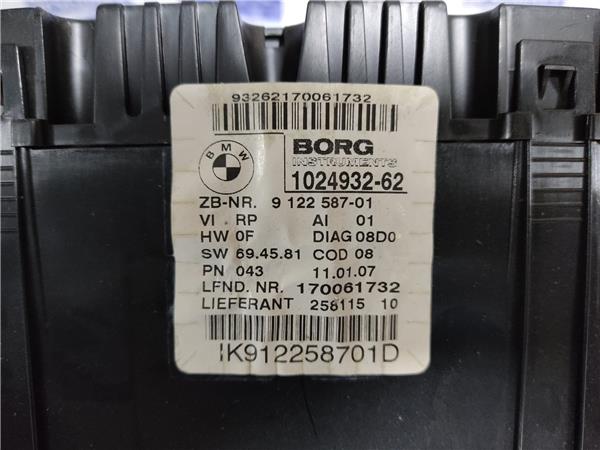 93262170061732
BMW
BORG
INSTRUMENTS
1024932-62
ZB-NR. 9 122 587-01
VI RP AI 01
HW 0F DIAG 08D0
SW 69.45.81 COD 08
PN 043 11.01.07
LFND. NR. 170061732
LIEFERANT 258115 10
IK912258701D